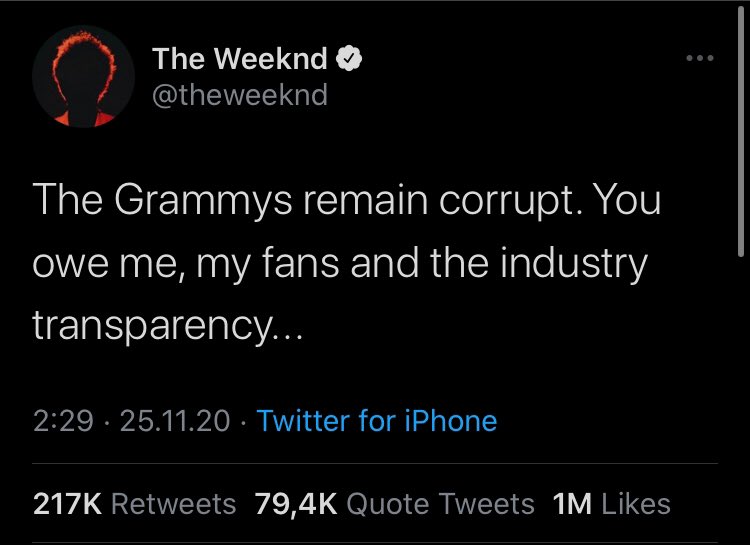 The Weeknd
@theweeknd
The Grammys remain corrupt. You
owe me, my fans and the industry
transparency...
2:29 · 25.11.20 · Twitter for iPhone
217K Retweets 79,4K Quote Tweets 1M Likes